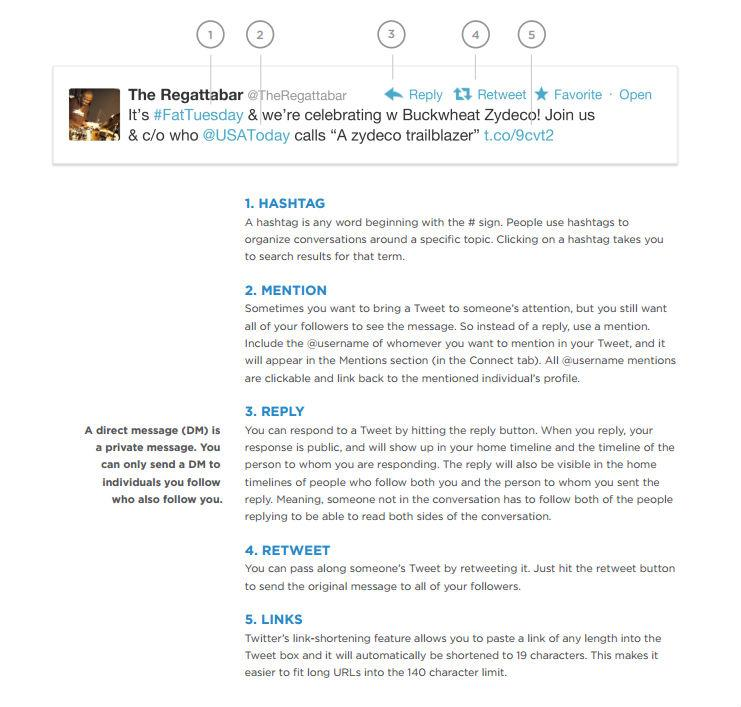 1 2 3 4 5
The Regattabar @TheRegattabar Reply Retweet Favorite · Open
It's #FatTuesday & we're celebrating w Buckwheat Zydeco! Join us
& c/o who @USAToday calls “A zydeco trailblazer” t.co/9cvt2
1. HASHTAG
A hashtag is any word beginning with the # sign. People use hashtags to
organize conversations around a specific topic. Clicking on a hashtag takes you
to search results for that term.
2. MENTION
Sometimes you want to bring a Tweet to someone's attention, but you still want
all of your followers to see the message. So instead of a reply, use a mention.
Include the @username of whomever you want to mention in your Tweet, and it
will appear in the Mentions section (in the Connect tab). All @username mentions
are clickable and link back to the mentioned individual's profile.
A direct message (DM) is
a private message. You
can only send a DM to
individuals you follow
who also follow you.
3. REPLY
You can respond to a Tweet by hitting the reply button. When you reply, your
response is public, and will show up in your home timeline and the timeline of the
person to whom you are responding. The reply will also be visible in the home
timelines of people who follow both you and the person to whom you sent the
reply. Meaning, someone not in the conversation has to follow both of the people
replying to be able to read both sides of the conversation.
4. RETWEET
You can pass along someone's Tweet by retweeting it. Just hit the retweet button
to send the original message to all of your followers.
5. LINKS
Twitter's link-shortening feature allows you to paste a link of any length into the
Tweet box and it will automatically be shortened to 19 characters. This makes it
easier to fit long URLs into the 140 character limit.